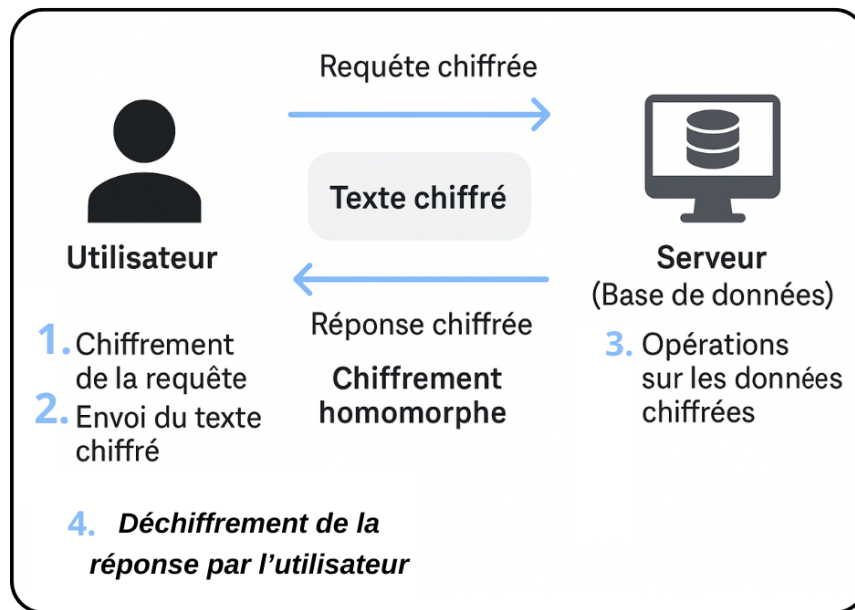 Requéte chiffrée
Texte chiffré
Utilisateur
Serveur
(Base de données)
Réponse chiffrée
Chiffrement
homomorphe
1. Chiffrement
de la requête
2. Envoi du texte
chiffré
3. Opérations
sur les données
chiffrées
4. Déchiffrement de la
réponse par l’utilisateur